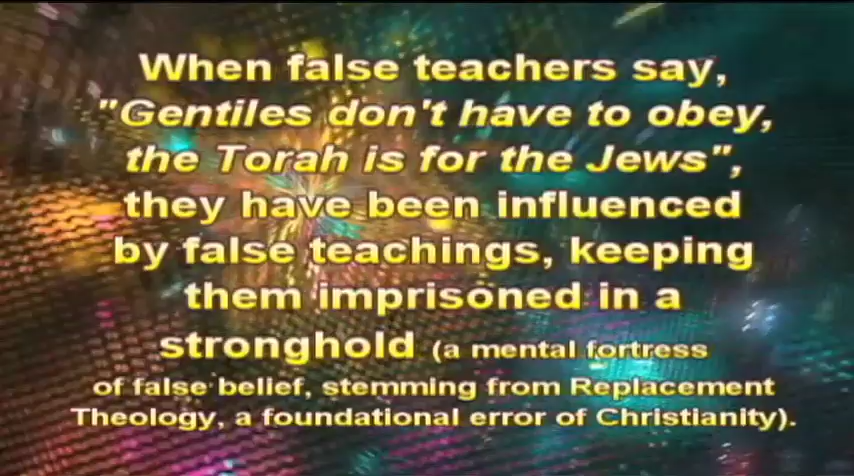 When false teachers say,
"Gentiles don't have to obey,
the Torah is for the Jews",
they have been influenced
by false teachings, keeping
them imprisoned in a
stronghold (a mental fortress
of false belief, stemming from Replacement
Theology, a foundational error of Christianity).